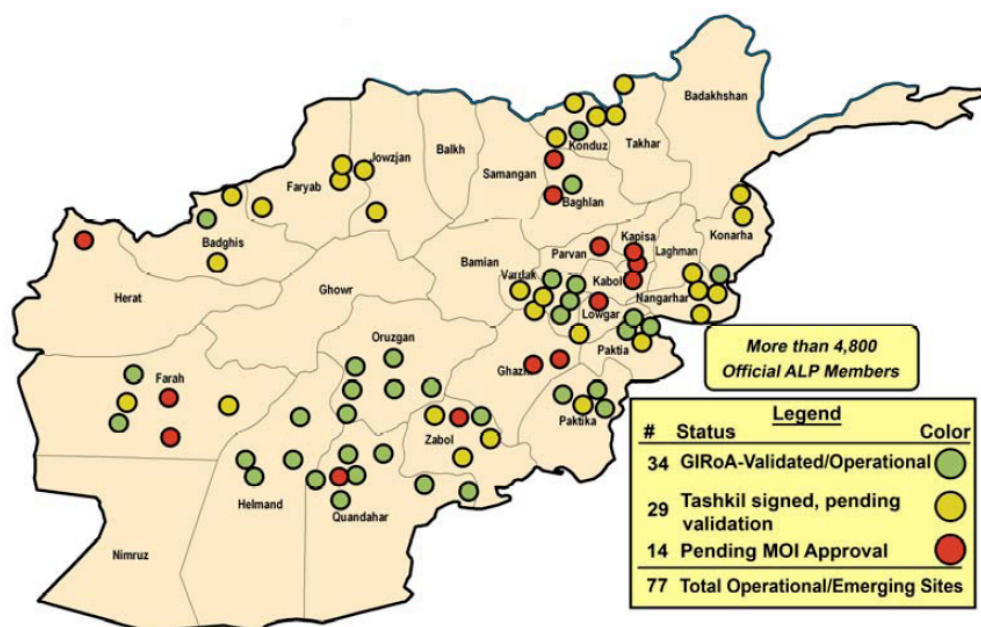 Badakhshan
Takhar
Konduz
Balkh
Jowzjan
Samangan
Faryab
Baghlan
Konarha
Kapisa
Laghman
Parvan
Badghis
Bamian
Vardak
Kabol
Nangarhar
Herat
Ghowr
Lowgar
Oruzgan
Paktia
Ghazni
Farah
Paktika
Zabol
Helmand
Quandahar
Nimruz
More than 4,800
Official ALP Members
Legend
# Status Color
34 GIRoA-Validated/Operational
29 Tashkil signed, pending
validation
14 Pending MOI Approval
77 Total Operational/Emerging Sites